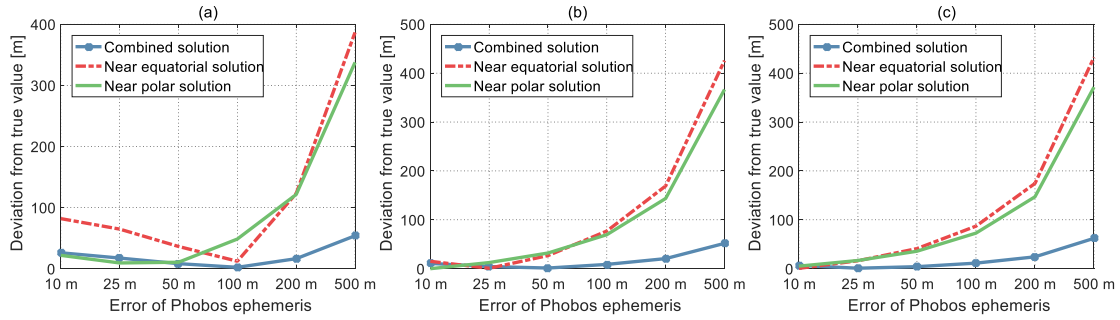 (a)
Deviation from true value [m]
400
300
200
100
0
Combined solution
Near equatorial solution
Near polar solution
10 m 25 m 50 m 100 m 200 m 500 m
Error of Phobos ephemeris
(b)
Deviation from true value [m]
500
400
300
200
100
0
Combined solution
Near equatorial solution
Near polar solution
10 m 25 m 50 m 100 m 200 m 500 m
Error of Phobos ephemeris
(c)
Deviation from true value [m]
500
400
300
200
100
0
Combined solution
Near equatorial solution
Near polar solution
10 m 25 m 50 m 100 m 200 m 500 m
Error of Phobos ephemeris